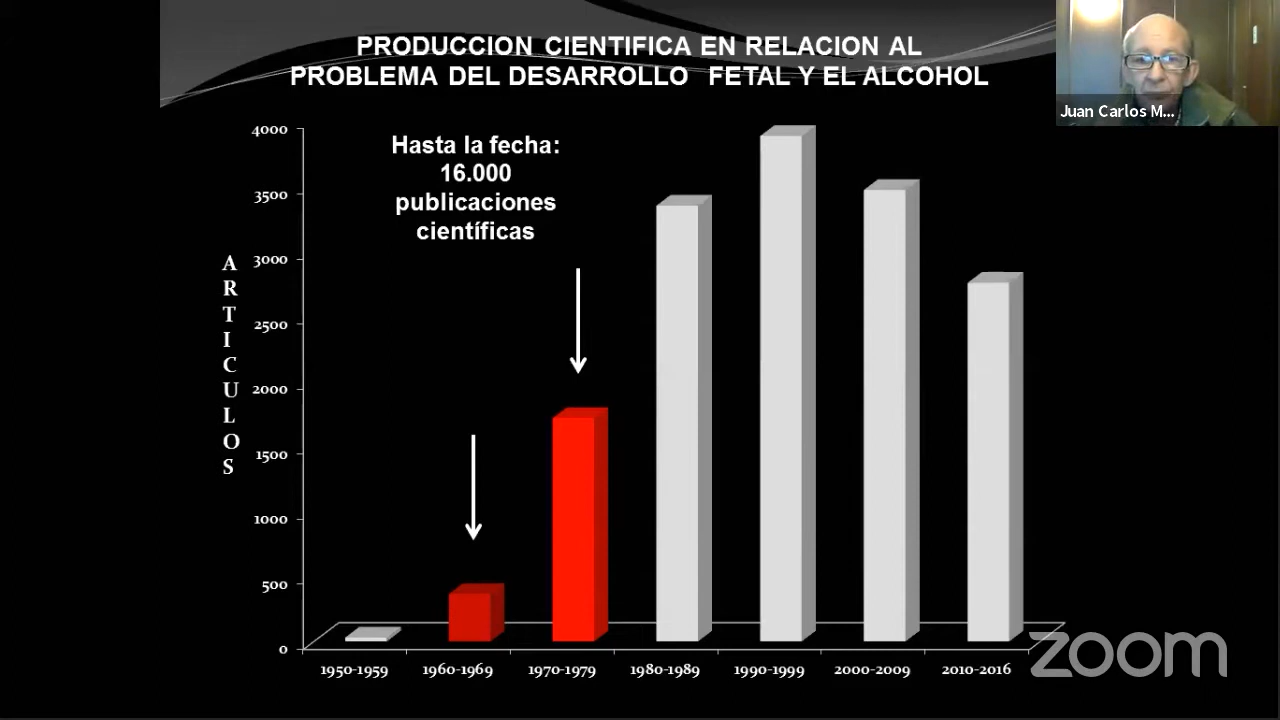 PRODUCCION CIENTIFICA EN RELACION AL
PROBLEMA DEL DESARROLLO FETAL Y EL ALCOHOL
Juan Carlos M...
Hasta la fecha:
16.000
publicaciones
científicas
ARTICULOS
4000
3500
3000
2500
2000
1500
1000
500
0
1950-1959
1960-1969
1970-1979
1980-1989
1990-1999
2000-2009
2010-2016
zoom